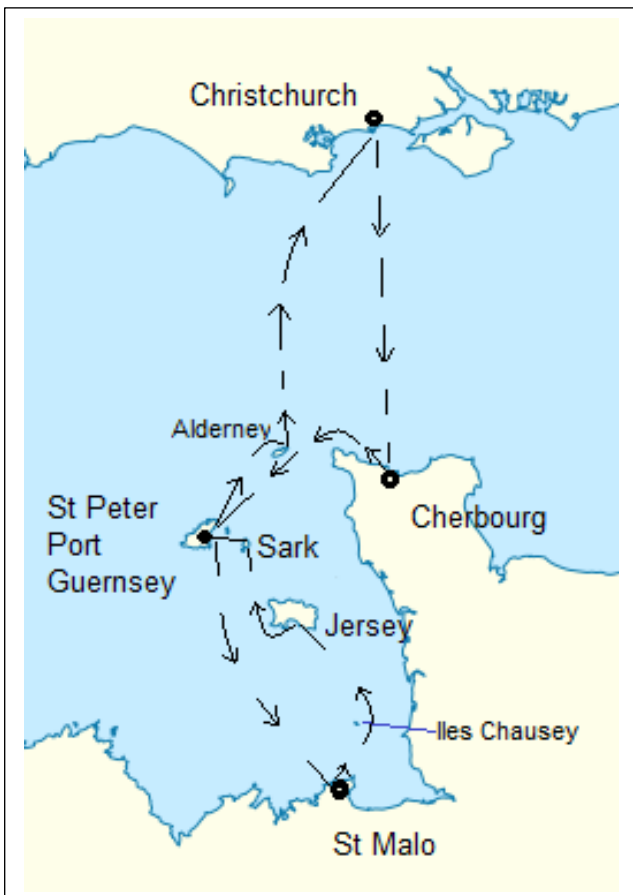 Christchurch
Alderney
St Peter
Port
Guernsey
Cherbourg
Sark
Jersey
Iles Chausey
St Malo